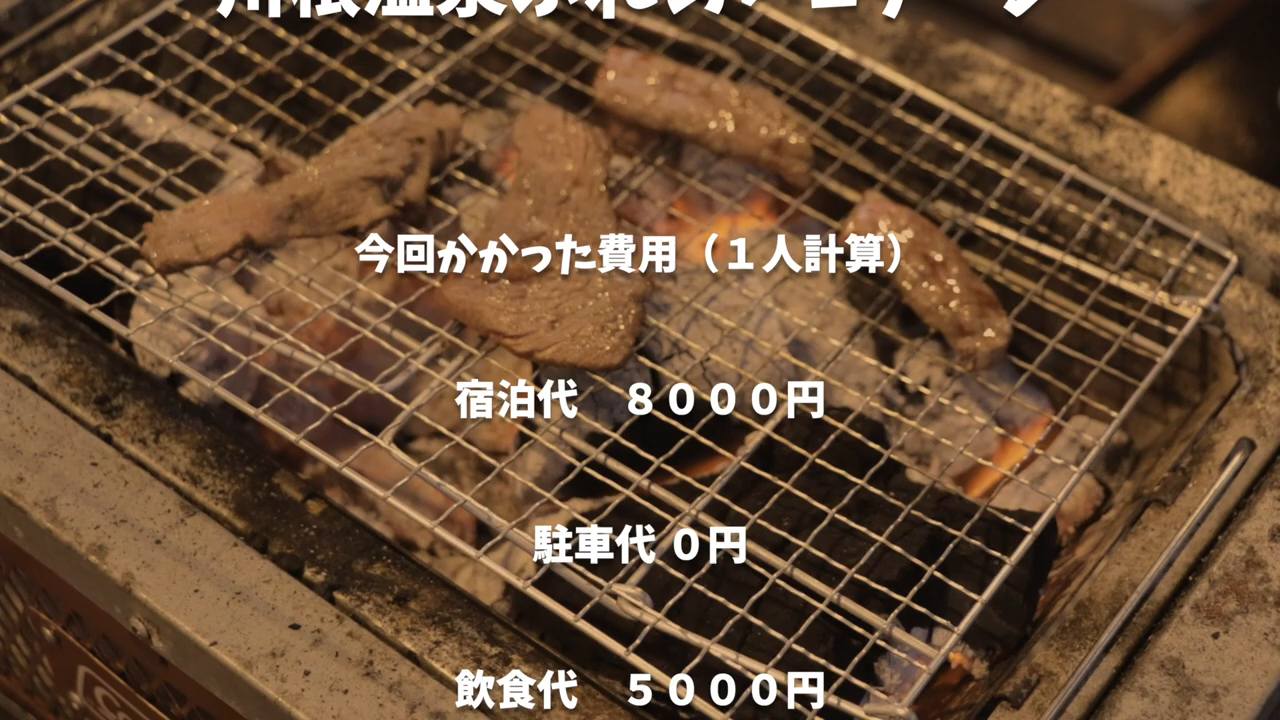 今回かかった費用（１人計算）
宿泊代　８０００円
駐車代 ０円
飲食代　５０００円